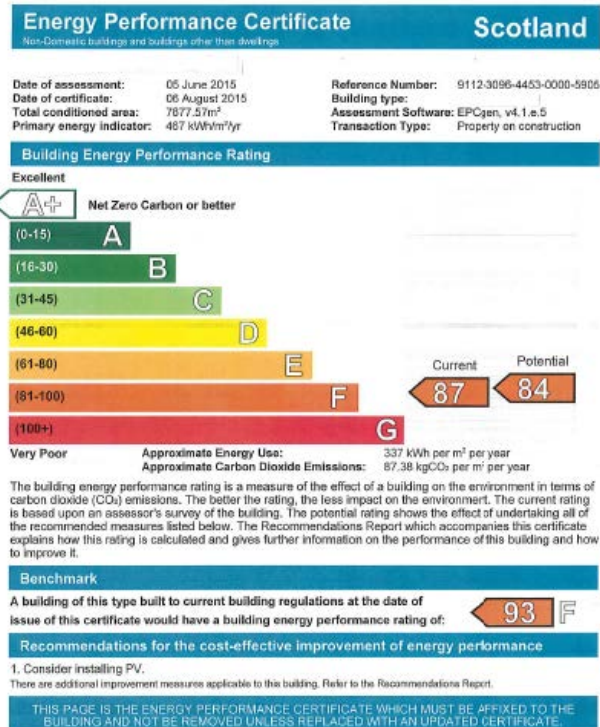 Energy Performance Certificate
Non-Domestic buildings and buildings other than dwellings
Scotland
Date of assessment: 05 June 2015
Date of certificate: 06 August 2015
Total conditioned area: 7877.57m²
Primary energy indicator: 467 kWh/m²/yr
Reference Number: 9112-3096-4453-0000-5905
Building type:
Assessment Software: EPCgen, v4.1.e.5
Transaction Type: Property on construction
Building Energy Performance Rating
Excellent
A+ Net Zero Carbon or better
(0-15) A
(16-30) B
(31-45) C
(46-60) D
(61-80) E
(81-100) F
(100+) G
Current
87
Potential
84
Very Poor
Approximate Energy Use: 337 kWh per m² per year
Approximate Carbon Dioxide Emissions: 87.38 kgCO₂ per m² per year
The building energy performance rating is a measure of the effect of a building on the environment in terms of
carbon dioxide (CO₂) emissions. The better the rating, the less impact on the environment. The current rating
is based upon an assessor's survey of the building. The potential rating shows the effect of undertaking all of
the recommended measures listed below. The Recommendations Report which accompanies this certificate
explains how this rating is calculated and gives further information on the performance of this building and how
to improve it.
Benchmark
A building of this type built to current building regulations at the date of
issue of this certificate would have a building energy performance rating of: 93 F
Recommendations for the cost-effective improvement of energy performance
1. Consider installing PV.
There are additional improvement measures applicable to this building. Refer to the Recommendations Report.
THIS PAGE IS THE ENERGY PERFORMANCE CERTIFICATE WHICH MUST BE AFFIXED TO THE
BUILDING AND NOT BE REMOVED UNLESS REPLACED WITH AN UPDATED CERTIFICATE.